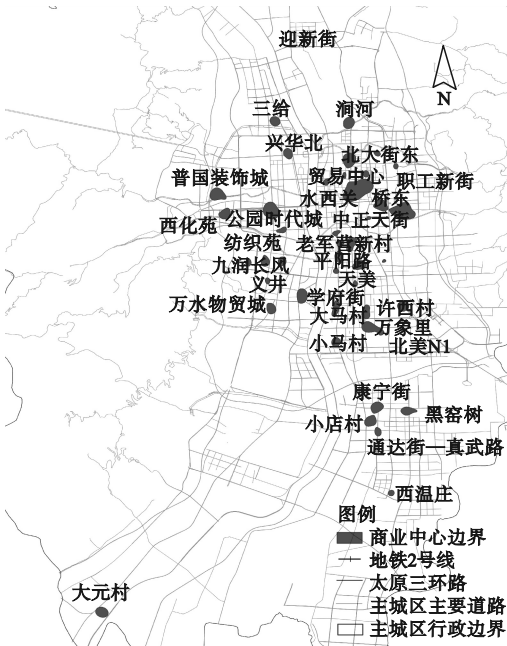 迎新街
N
三给
涧河
兴华北
北大街东
普国装饰城
贸易中心
职工新街
水西关
桥东
西化苑
公园时代城
中正天街
纺织苑
老军营新村
九润长风
平阳路
义井
天美
万水物贸城
学府街
许西村
大马村
万象里
小马村
北美N1
康宁街
黑窑树
小店村
通达街—真武路
西温庄
大元村
图例
商业中心边界
地铁2号线
太原三环路
主城区主要道路
主城区行政边界